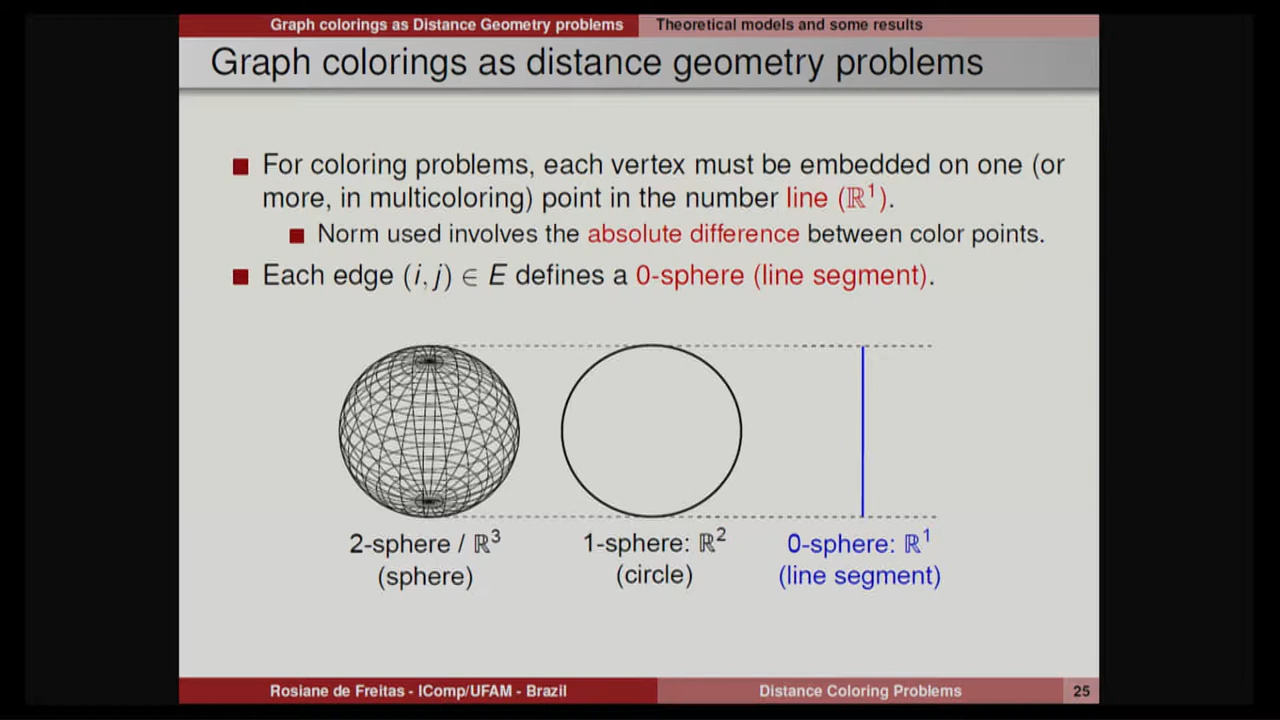 Graph colorings as Distance Geometry problems
Theoretical models and some results
Graph colorings as distance geometry problems
For coloring problems, each vertex must be embedded on one (or
more, in multicoloring) point in the number line (ℝ¹).
Norm used involves the absolute difference between color points.
Each edge (i, j) ∈ E defines a 0-sphere (line segment).
2-sphere / ℝ³
(sphere)
1-sphere: ℝ²
(circle)
0-sphere: ℝ¹
(line segment)
Rosiane de Freitas - IComp/UFAM - Brazil
Distance Coloring Problems
25